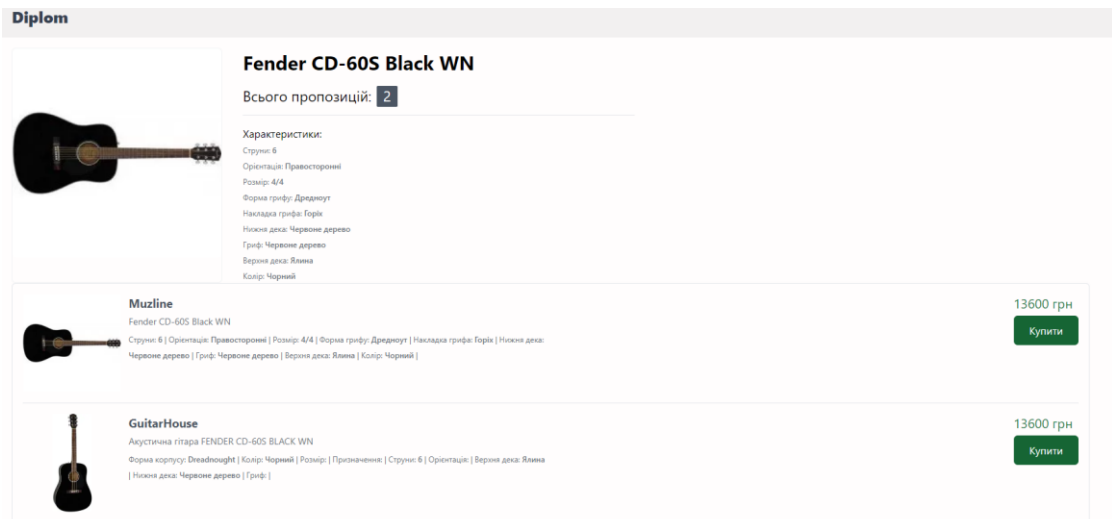 Diplom
Fender CD-60S Black WN
Всього пропозицій: 2
Характеристики:
Струни: 6
Орієнтація: Правосторонні
Розмір: 4/4
Форма грифу: Дредноут
Накладка грифа: Горіх
Нижня дека: Червоне дерево
Гриф: Червоне дерево
Верхня дека: Ялина
Колір: Чорний
Muzline
13600 грн
Fender CD-60S Black WN
Купити
Струни: 6 | Орієнтація: Правосторонні | Розмір: 4/4 | Форма грифу: Дредноут | Накладка грифа: Горіх | Нижня дека:
Червоне дерево | Гриф: Червоне дерево | Верхня дека: Ялина | Колір: Чорний |
GuitarHouse
13600 грн
Акустична гітара FENDER CD-60S BLACK WN
Купити
Форма корпусу: Dreadnought | Колір: Чорний | Розмір: | Призначення: | Струни: 6 | Орієнтація: | Верхня дека: Ялина
| Нижня дека: Червоне дерево | Гриф: |